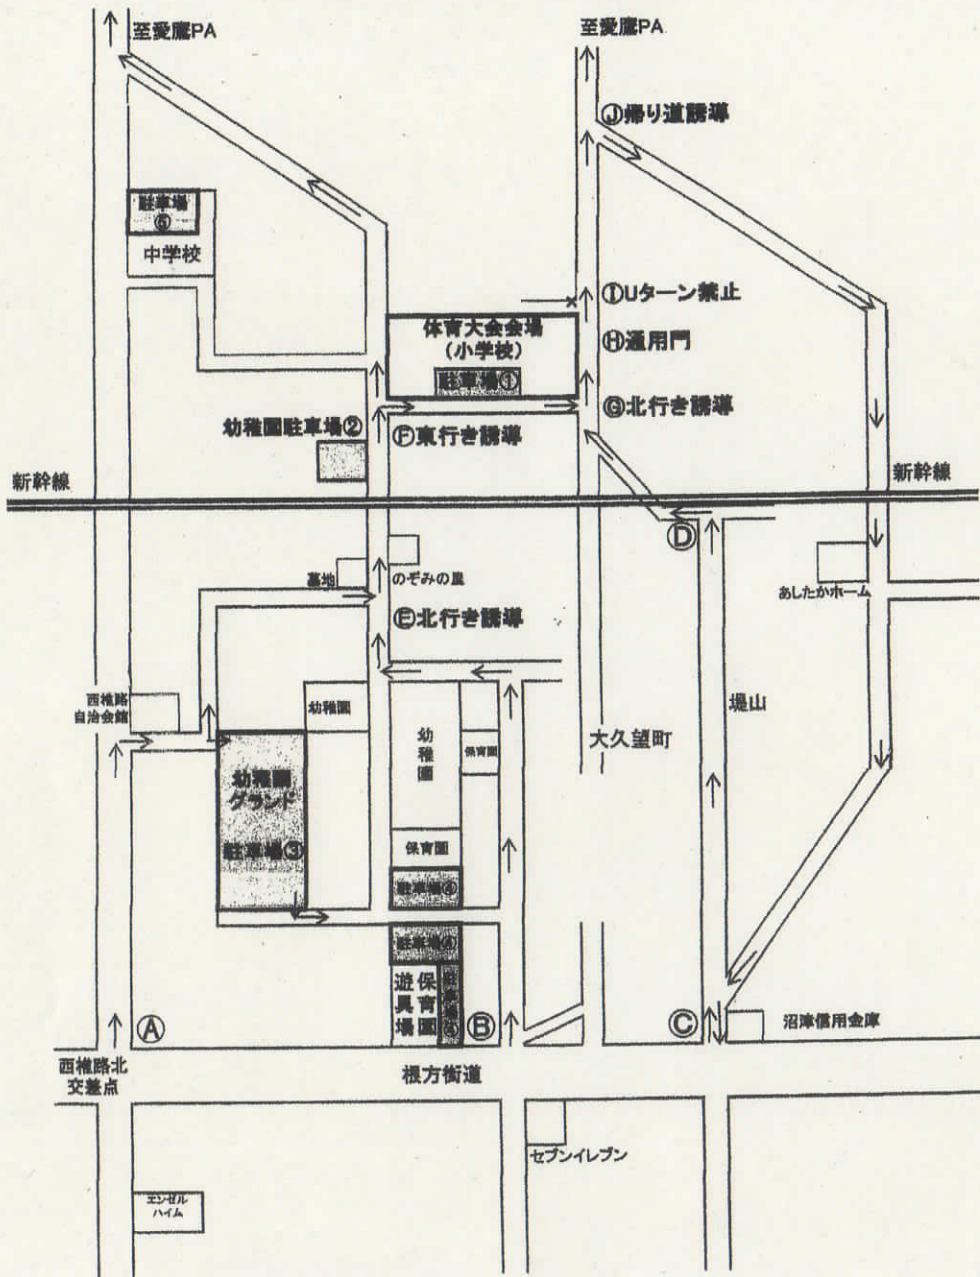 至愛鷹PA
至愛鷹PA
Ⓙ帰り道誘導
駐車場
⑤
中学校
ⒾUターン禁止
体育大会会場
(小学校)
Ⓗ通用門
駐車場①
Ⓖ北行き誘導
幼稚園駐車場②
Ⓕ東行き誘導
新幹線
新幹線
Ⓓ
墓地
のぞみの里
あしたかホーム
Ⓔ北行き誘導
西椎路
自治会館
幼稚園
堤山
幼稚園
保育園
大久望町
幼稚園
グランド
駐車場③
保育園
駐車場④
駐車場④
保育園
遊具場
駐車場④
Ⓐ
Ⓑ
Ⓒ
沼津信用金庫
西椎路北
交差点
根方街道
セブンイレブン
エンゼル
ハイム